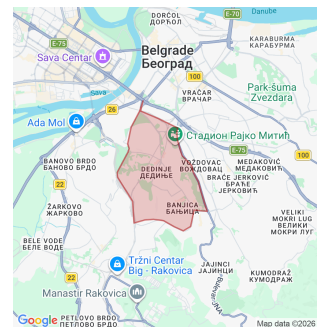 DORĆOL
ДОРЋОЛ
E-70
Danube
E-75
Belgrade
Београд
KARABURMA
КАРАБУРМА
Sava Centar
100
VRAČAR
ВРАЧАР
Park-šuma
Zvezdara
26
Ada Mol
Стадион Рајко Митић
E-75
100
BANOVO BRDO
БАНОВО БРДО
DEDINJE
ДЕДИЊЕ
VOŽDOVAC
ВОЖДОВАЦ
MEDAKOVIĆ
МЕДАКОВИЋ
BRAĆE JERKOVIĆ
БРАЋЕ
ЈЕРКОВИЋ
22
ŽARKOVO
ЖАРКОВО
BANJICA
БАЊИЦА
VELIKI
MOKRI LUG
ВЕЛИКИ
МОКРИ ЛУГ
BELE VODE
БЕЛЕ ВОДЕ
Tržni Centar
Big - Rakovica
JAJINCI
ЈАЈИНЦИ
KUMODRAŽ
КУМОДРАЖ
22
Manastir Rakovica
Bulevar
PETLOVO BRDO
ПЕТЛОВО БРДО
Google
Map data ©2026